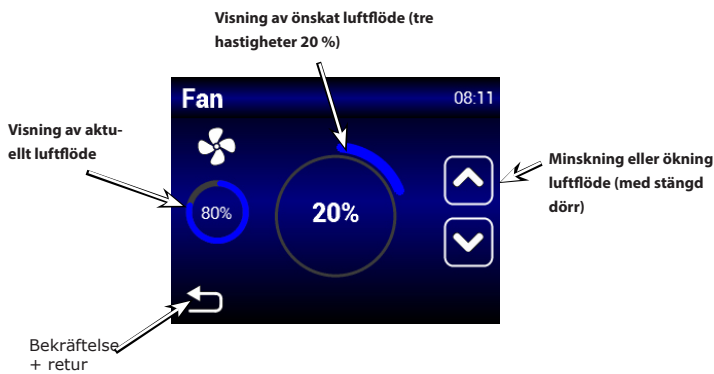 Visning av önskat luftflöde (tre
hastigheter 20 %)
Fan
08:11
Visning av aktu-
ellt luftflöde
80%
20%
Minskning eller ökning
luftflöde (med stängd
dörr)
Bekräftelse
+ retur